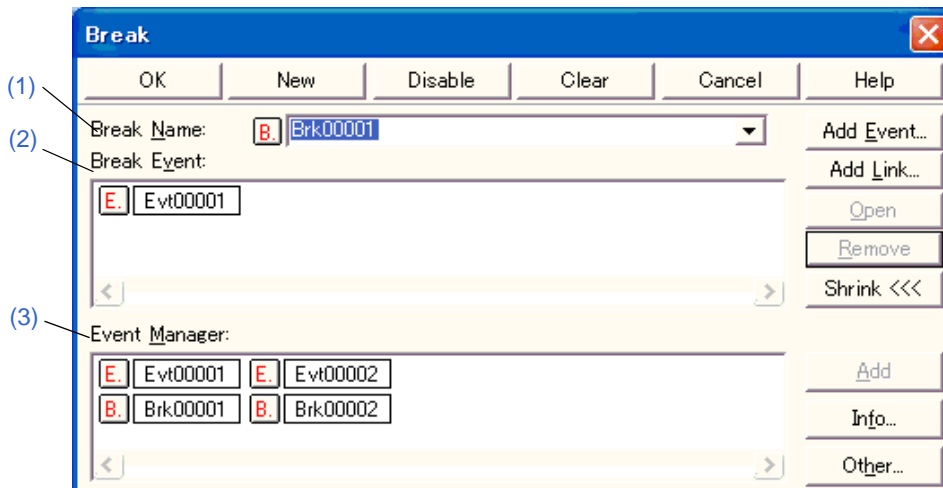 Break
OK New Disable Clear Cancel Help
(1)
Break Name: B. Brk00001 Add Event...
(2)
Break Event: Add Link...
E. Evt00001
Open
Remove
Shrink <<<
(3)
Event Manager:
E. Evt00001 E. Evt00002 Add
B. Brk00001 B. Brk00002 Info...
Other...